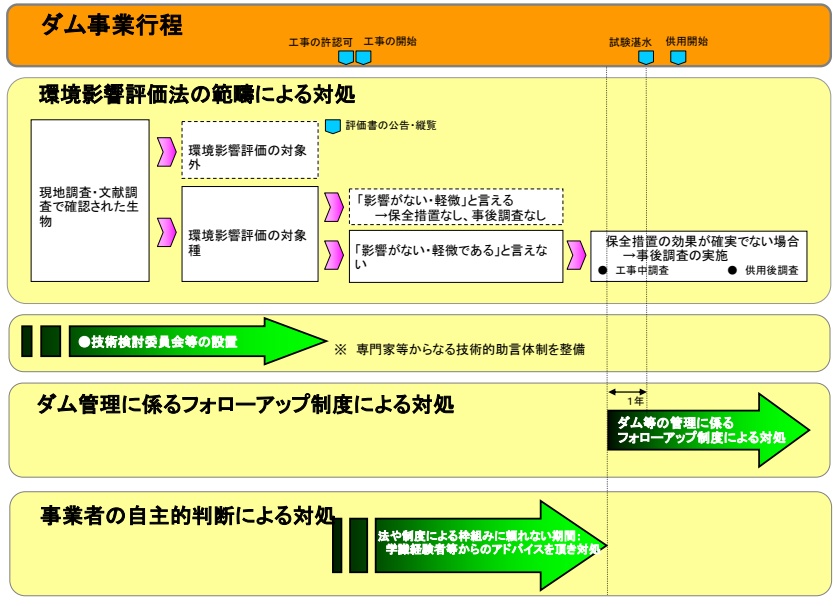 ダム事業行程
工事の許認可
工事の開始
試験湛水
供用開始
環境影響評価法の範疇による対処
評価書の公告・縦覧
現地調査・文献調
査で確認された生
物
環境影響評価の対象
外
環境影響評価の対象
種
「影響がない・軽微」と言える
→保全措置なし、事後調査なし
「影響がない・軽微である」と言えな
い
保全措置の効果が確実でない場合
→事後調査の実施
● 工事中調査
● 供用後調査
●技術検討委員会等の設置
※ 専門家等からなる技術的助言体制を整備
ダム管理に係るフォローアップ制度による対処
1年
ダム等の管理に係る
フォローアップ制度による対処
事業者の自主的判断による対処
法や制度による枠組みに頼れない期間：
学識経験者等からのアドバイスを頂き対処